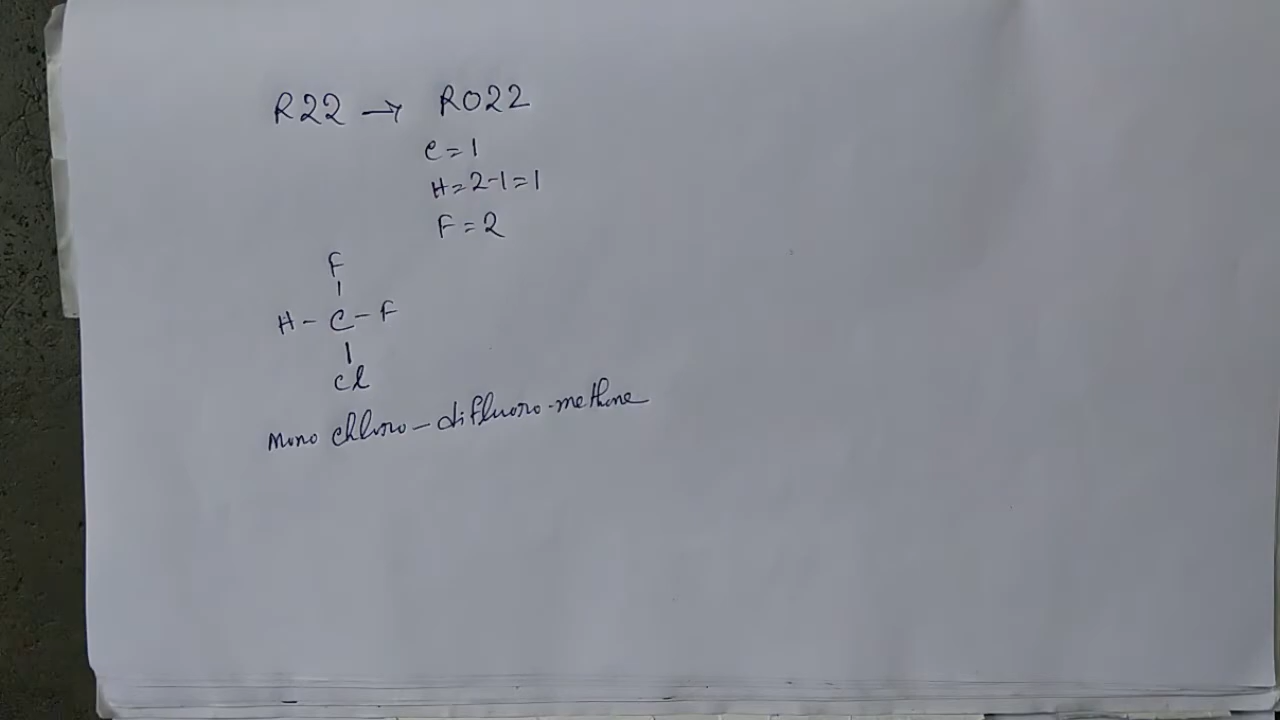 R22 → R022
C=1
H=2-1=1
F=2
F
H-C-F
Cl
Mono chloro-difluoro-methane